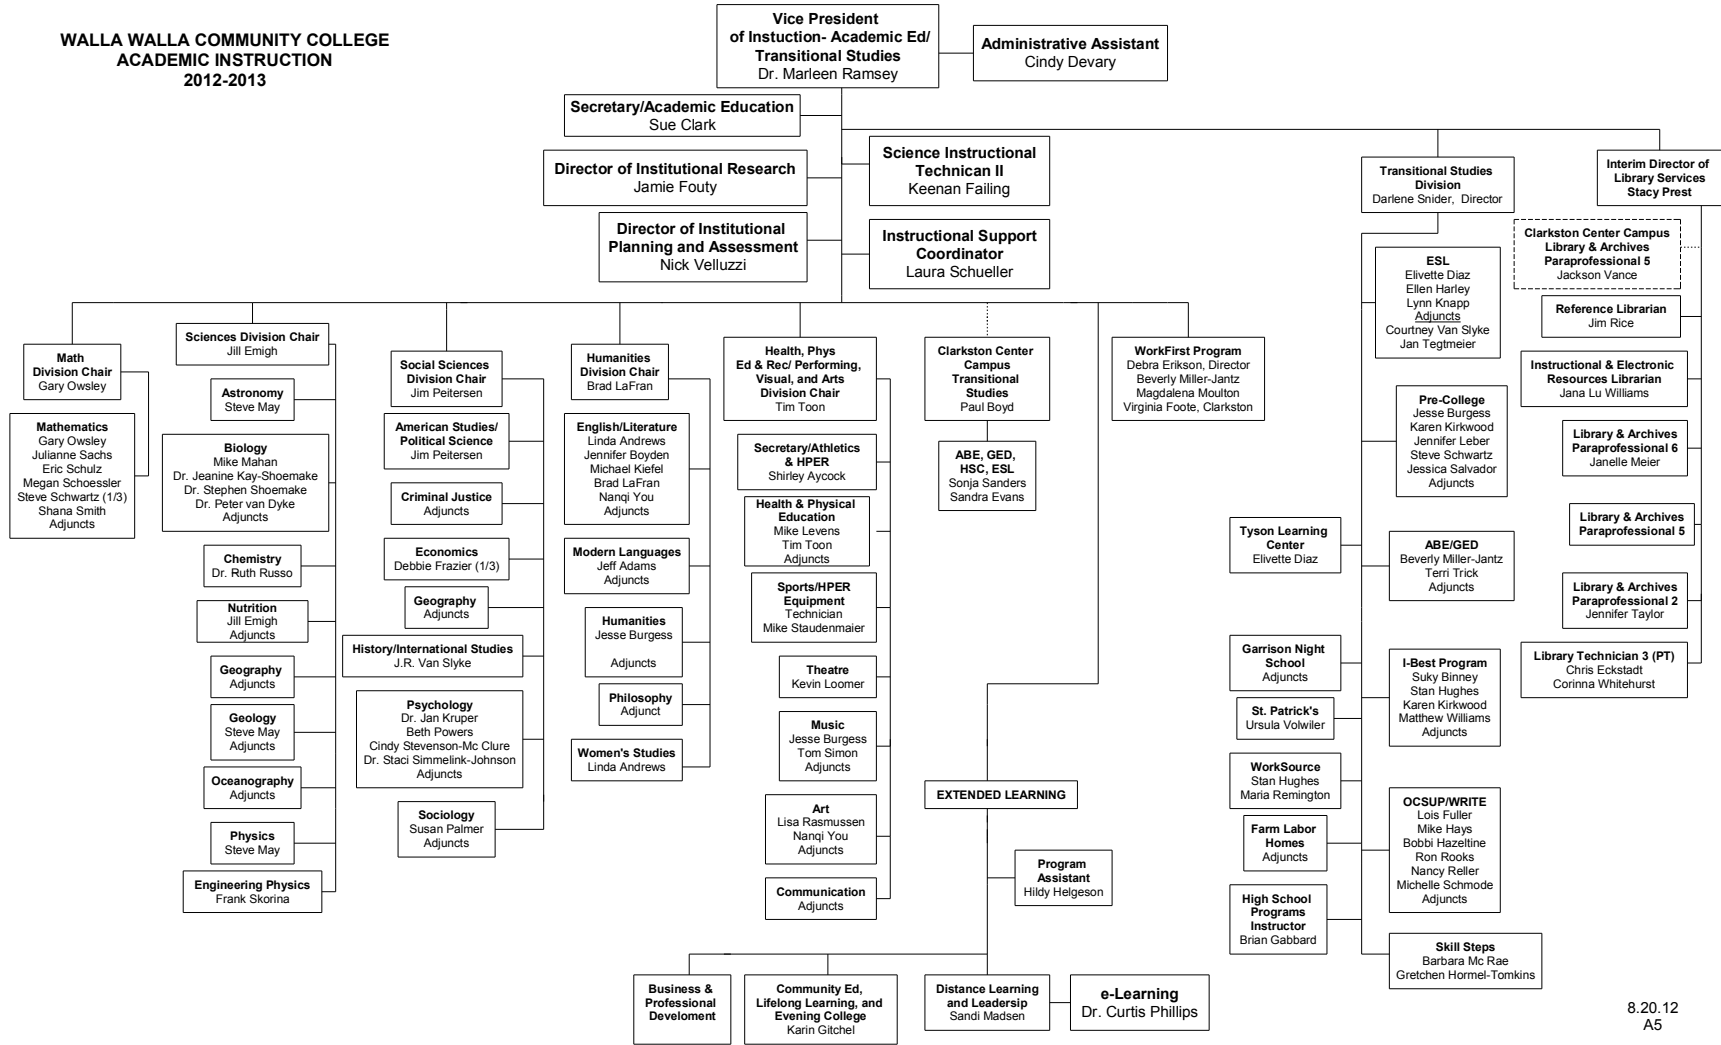 WALLA WALLA COMMUNITY COLLEGE
ACADEMIC INSTRUCTION
2012-2013
Vice President
of Instuction- Academic Ed/
Transitional Studies
Dr. Marleen Ramsey
Administrative Assistant
Cindy Devary
Secretary/Academic Education
Sue Clark
Director of Institutional Research
Jamie Fouty
Science Instructional
Technican II
Keenan Failing
Director of Institutional
Planning and Assessment
Nick Velluzzi
Instructional Support
Coordinator
Laura Schueller
Math
Division Chair
Gary Owsley
Mathematics
Gary Owsley
Julianne Sachs
Eric Schulz
Megan Schoessler
Steve Schwartz (1/3)
Shana Smith
Adjuncts
Sciences Division Chair
Jill Emigh
Astronomy
Steve May
Biology
Mike Mahan
Dr. Jeanine Kay-Shoemake
Dr. Stephen Shoemake
Dr. Peter van Dyke
Adjuncts
Chemistry
Dr. Ruth Russo
Nutrition
Jill Emigh
Adjuncts
Geography
Adjuncts
Geology
Steve May
Adjuncts
Oceanography
Adjuncts
Physics
Steve May
Engineering Physics
Frank Skorina
Social Sciences
Division Chair
Jim Peitersen
American Studies/
Political Science
Jim Peitersen
Criminal Justice
Adjuncts
Economics
Debbie Frazier (1/3)
Geography
Adjuncts
History/International Studies
J.R. Van Slyke
Psychology
Dr. Jan Kruper
Beth Powers
Cindy Stevenson-Mc Clure
Dr. Staci Simmelink-Johnson
Adjuncts
Sociology
Susan Palmer
Adjuncts
Humanities
Division Chair
Brad LaFran
English/Literature
Linda Andrews
Jennifer Boyden
Michael Kiefel
Brad LaFran
Nanqi You
Adjuncts
Modern Languages
Jeff Adams
Adjuncts
Humanities
Jesse Burgess
Adjuncts
Philosophy
Adjunct
Women's Studies
Linda Andrews
Health, Phys
Ed & Rec/ Performing,
Visual, and Arts
Division Chair
Tim Toon
Secretary/Athletics
& HPER
Shirley Aycock
Health & Physical
Education
Mike Levens
Tim Toon
Adjuncts
Sports/HPER
Equipment
Technician
Mike Staudenmaier
Theatre
Kevin Loomer
Music
Jesse Burgess
Tom Simon
Adjuncts
Art
Lisa Rasmussen
Nanqi You
Adjuncts
Communication
Adjuncts
Clarkston Center
Campus
Transitional
Studies
Paul Boyd
ABE, GED,
HSC, ESL
Sonja Sanders
Sandra Evans
WorkFirst Program
Debra Erikson, Director
Beverly Miller-Jantz
Magdalena Moulton
Virginia Foote, Clarkston
EXTENDED LEARNING
Program
Assistant
Hildy Helgeson
Business &
Professional
Develoment
Community Ed,
Lifelong Learning, and
Evening College
Karin Gitchel
Distance Learning
and Leadersip
Sandi Madsen
e-Learning
Dr. Curtis Phillips
Transitional Studies
Division
Darlene Snider, Director
ESL
Elivette Diaz
Ellen Harley
Lynn Knapp
Adjuncts
Courtney Van Slyke
Jan Tegtmeier
Pre-College
Jesse Burgess
Karen Kirkwood
Jennifer Leber
Steve Schwartz
Jessica Salvador
Adjuncts
Tyson Learning
Center
Elivette Diaz
ABE/GED
Beverly Miller-Jantz
Terri Trick
Adjuncts
Garrison Night
School
Adjuncts
I-Best Program
Suky Binney
Stan Hughes
Karen Kirkwood
Matthew Williams
Adjuncts
St. Patrick's
Ursula Volwiler
WorkSource
Stan Hughes
Maria Remington
OCSUP/WRITE
Lois Fuller
Mike Hays
Bobbi Hazeltine
Ron Rooks
Nancy Reller
Michelle Schmode
Adjuncts
Farm Labor
Homes
Adjuncts
High School
Programs
Instructor
Brian Gabbard
Skill Steps
Barbara Mc Rae
Gretchen Hormel-Tomkins
Interim Director of
Library Services
Stacy Prest
Clarkston Center Campus
Library & Archives
Paraprofessional 5
Jackson Vance
Reference Librarian
Jim Rice
Instructional & Electronic
Resources Librarian
Jana Lu Williams
Library & Archives
Paraprofessional 6
Janelle Meier
Library & Archives
Paraprofessional 5
Library & Archives
Paraprofessional 2
Jennifer Taylor
Library Technician 3 (PT)
Chris Eckstadt
Corinna Whitehurst
8.20.12
A5